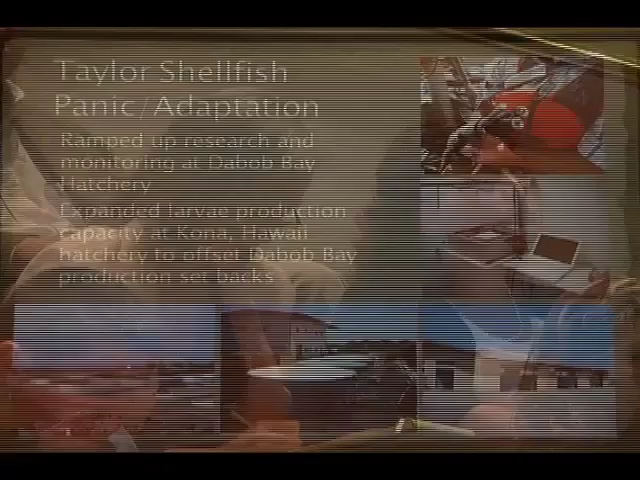 Taylor Shellfish
Panic/Adaptation
Ramped up research and
monitoring at Dabob Bay
Hatchery
Expanded larvae production
capacity at Kona, Hawaii
hatchery to offset Dabob Bay
production set backs